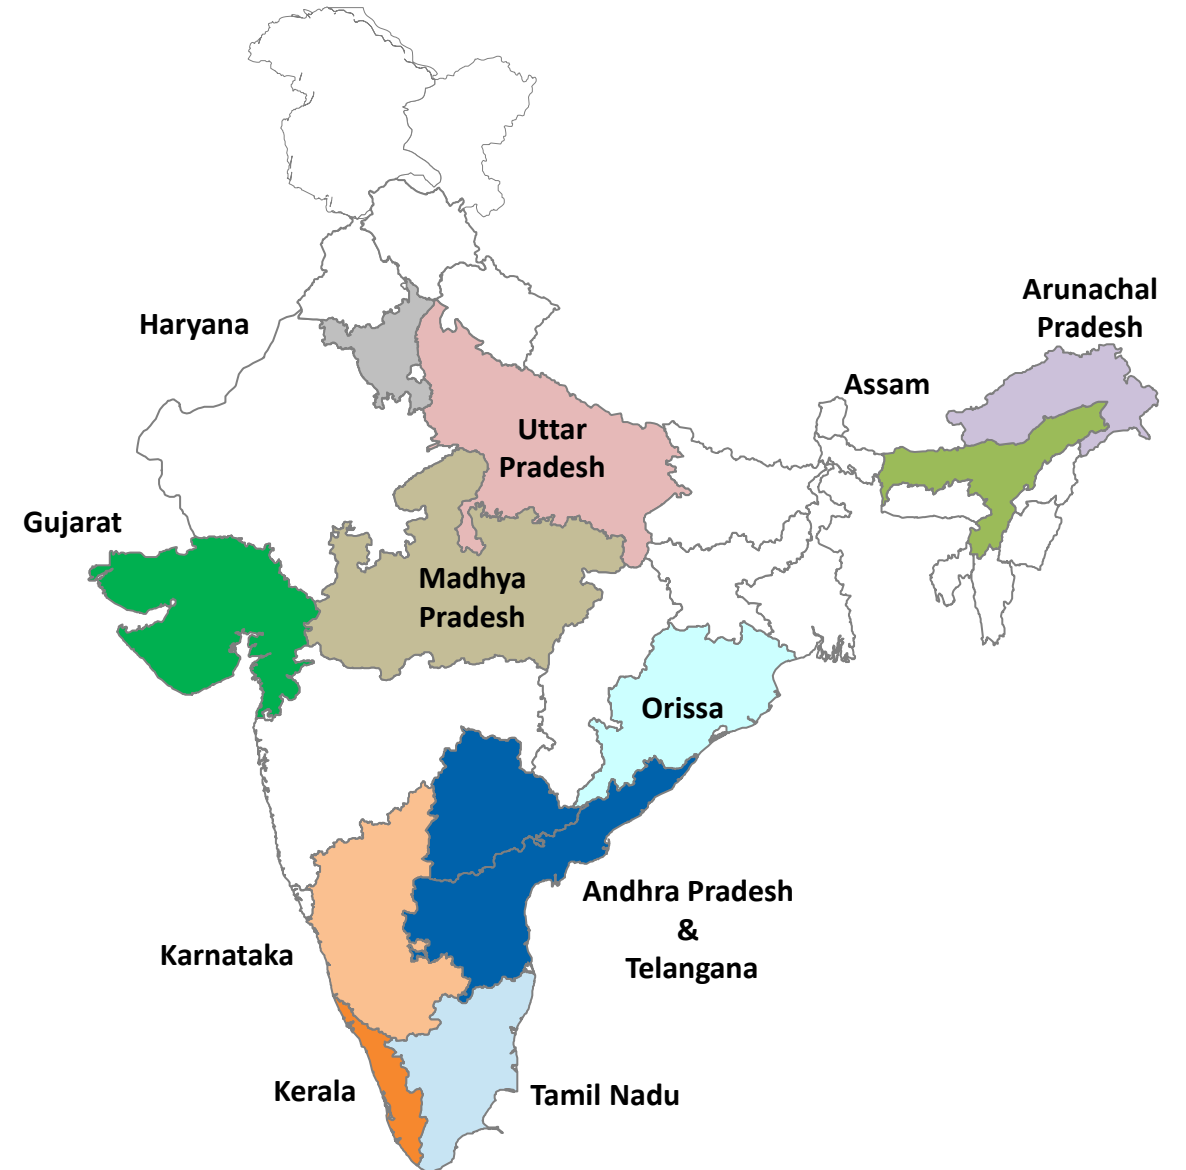 Arunachal
Pradesh
Haryana
Assam
Uttar
Pradesh
Gujarat
Madhya
Pradesh
Orissa
Andhra Pradesh
&
Telangana
Karnataka
Kerala
Tamil Nadu